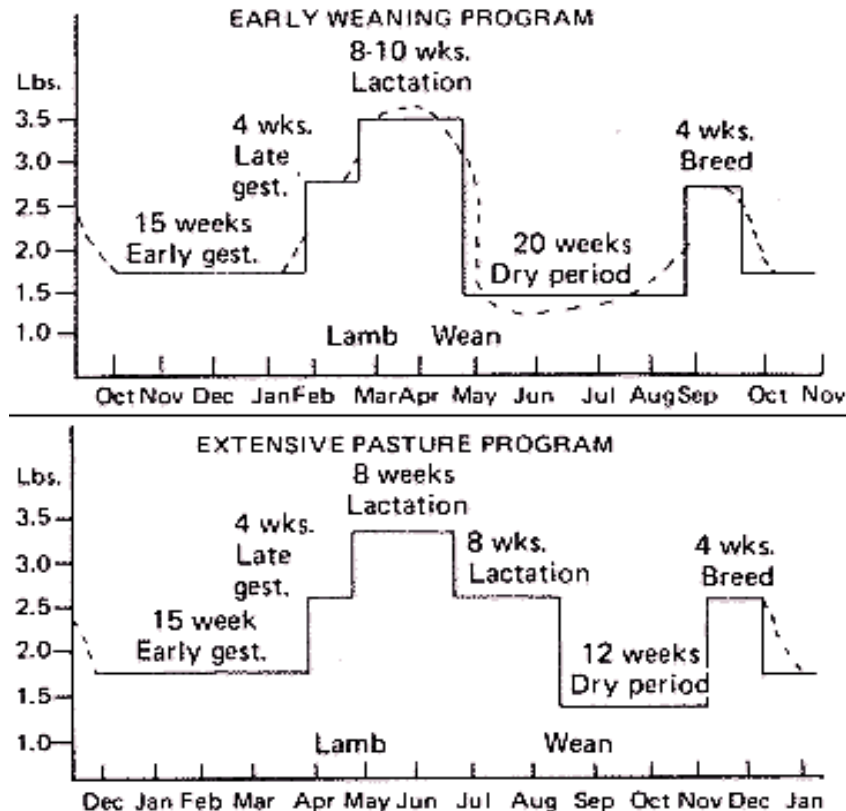 EARLY WEANING PROGRAM
8-10 wks.
Lactation
Lbs.
4 wks.
Late
gest.
4 wks.
Breed
3.5
3.0
2.5
2.0
1.5
1.0
15 weeks
Early gest.
20 weeks
Dry period
Lamb Wean
Oct Nov Dec Jan Feb Mar Apr May Jun Jul Aug Sep Oct Nov
EXTENSIVE PASTURE PROGRAM
Lbs.
8 weeks
Lactation
4 wks.
Late
gest.
8 wks.
Lactation
4 wks.
Breed
3.5
3.0
2.5
2.0
1.5
1.0
15 week
Early gest.
12 weeks
Dry period
Lamb Wean
Dec Jan Feb Mar Apr May Jun Jul Aug Sep Oct Nov Dec Jan